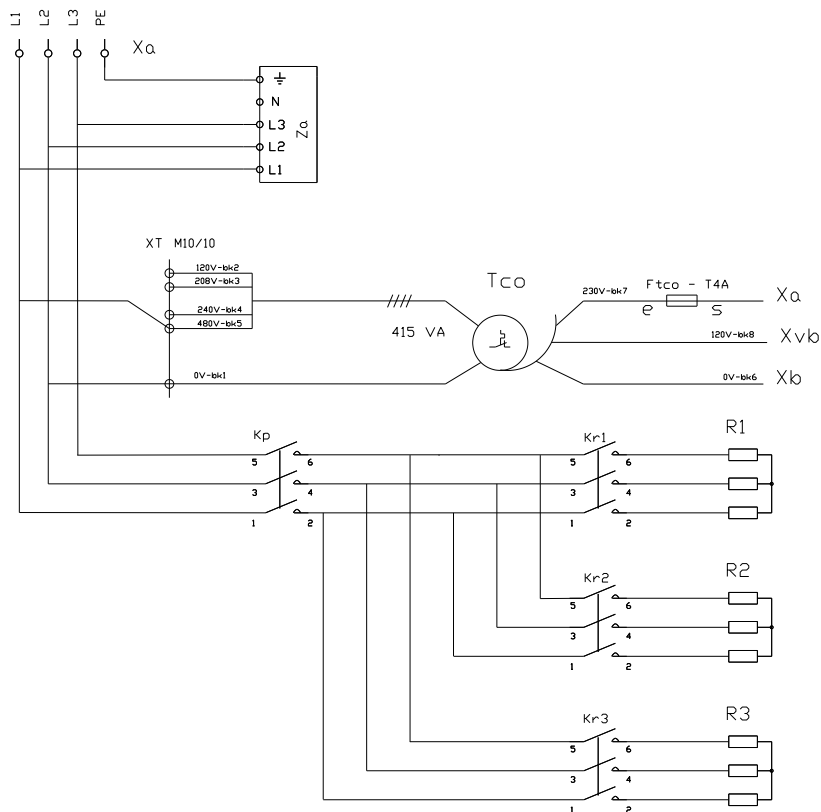 L1 L2 L3 PE Xa
N
L3
L2
L1
Za
XT M10/10
120V-bk2
208V-bk3
240V-bk4
480V-bk5
0V-bk1
415 VA
Tco
230V-bk7
Ftco - T4A
e s
Xa
120V-bk8
Xvb
0V-bk6
Xb
Kp
5 6
3 4
1 2
Kr1
5 6
3 4
1 2
R1
Kr2
5 6
3 4
1 2
R2
Kr3
5 6
3 4
1 2
R3